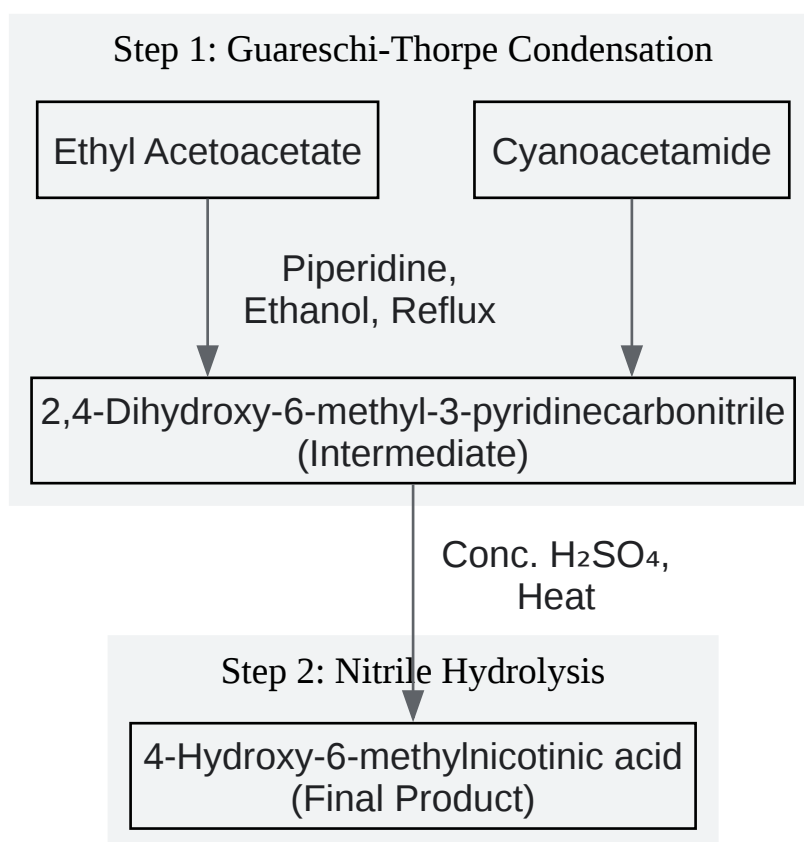 Step 1: Guareschi-Thorpe Condensation
Ethyl Acetoacetate
Cyanoacetamide
Piperidine,
Ethanol, Reflux
2,4-Dihydroxy-6-methyl-3-pyridinecarbonitrile
(Intermediate)
Conc. H₂SO₄,
Heat
Step 2: Nitrile Hydrolysis
4-Hydroxy-6-methylnicotinic acid
(Final Product)